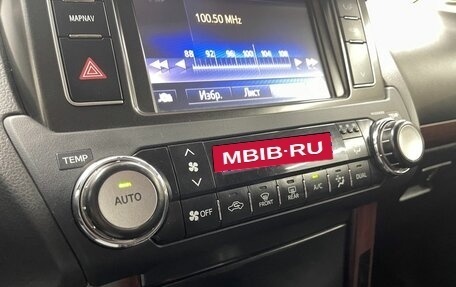 MAPNAV
100.50 MHz
88 92 96 100 104 108
Избр. Лист
TEMP
MBIB-RU
AUTO
OFF
FRONT
REAR
A/C
DUAL